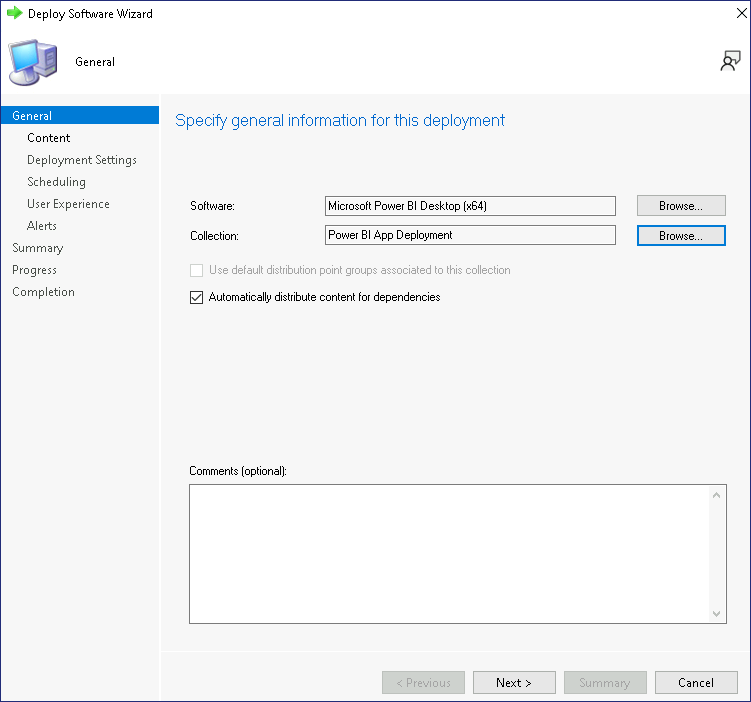 Deploy Software Wizard
General
General
Content
Deployment Settings
Scheduling
User Experience
Alerts
Summary
Progress
Completion
Specify general information for this deployment
Software: Microsoft Power BI Desktop (x64) Browse...
Collection: Power BI App Deployment Browse...
Use default distribution point groups associated to this collection
Automatically distribute content for dependencies
Comments (optional):
< Previous Next > Summary Cancel